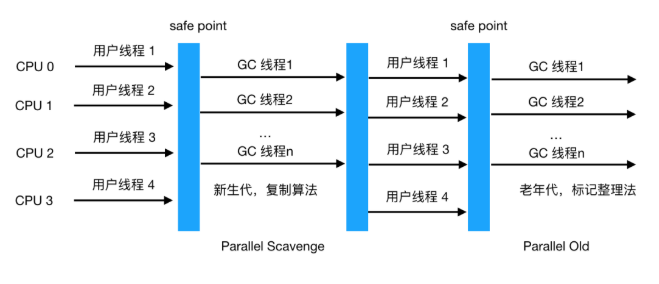 safe point
safe point
CPU 0
用户线程 1
GC 线程1
用户线程 1
GC 线程1
CPU 1
用户线程 2
GC 线程2
用户线程 2
GC 线程2
...
...
CPU 2
用户线程 3
GC 线程n
用户线程 3
GC 线程n
CPU 3
用户线程 4
新生代，复制算法
用户线程 4
老年代，标记整理法
Parallel Scavenge
Parallel Old